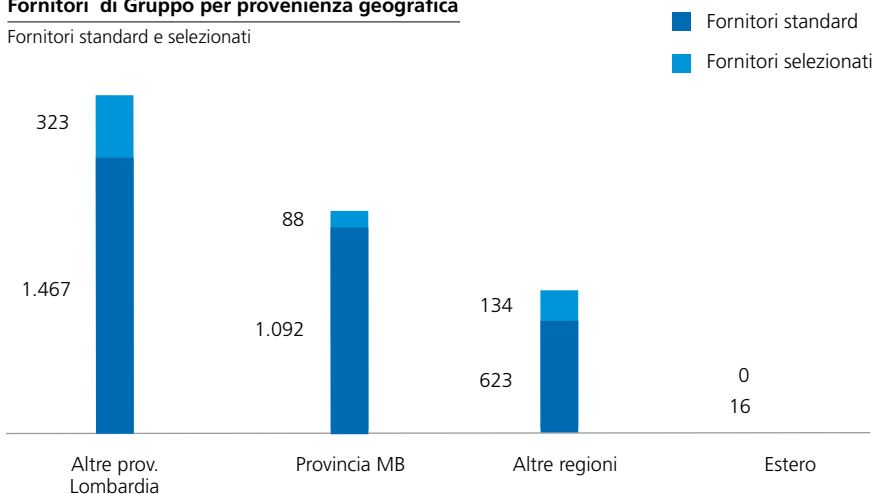 Fornitori di Gruppo per provenienza geografica
Fornitori standard e selezionati
Fornitori standard
Fornitori selezionati
323
1.467
88
1.092
134
623
0
16
Altre prov.
Lombardia
Provincia MB
Altre regioni
Estero